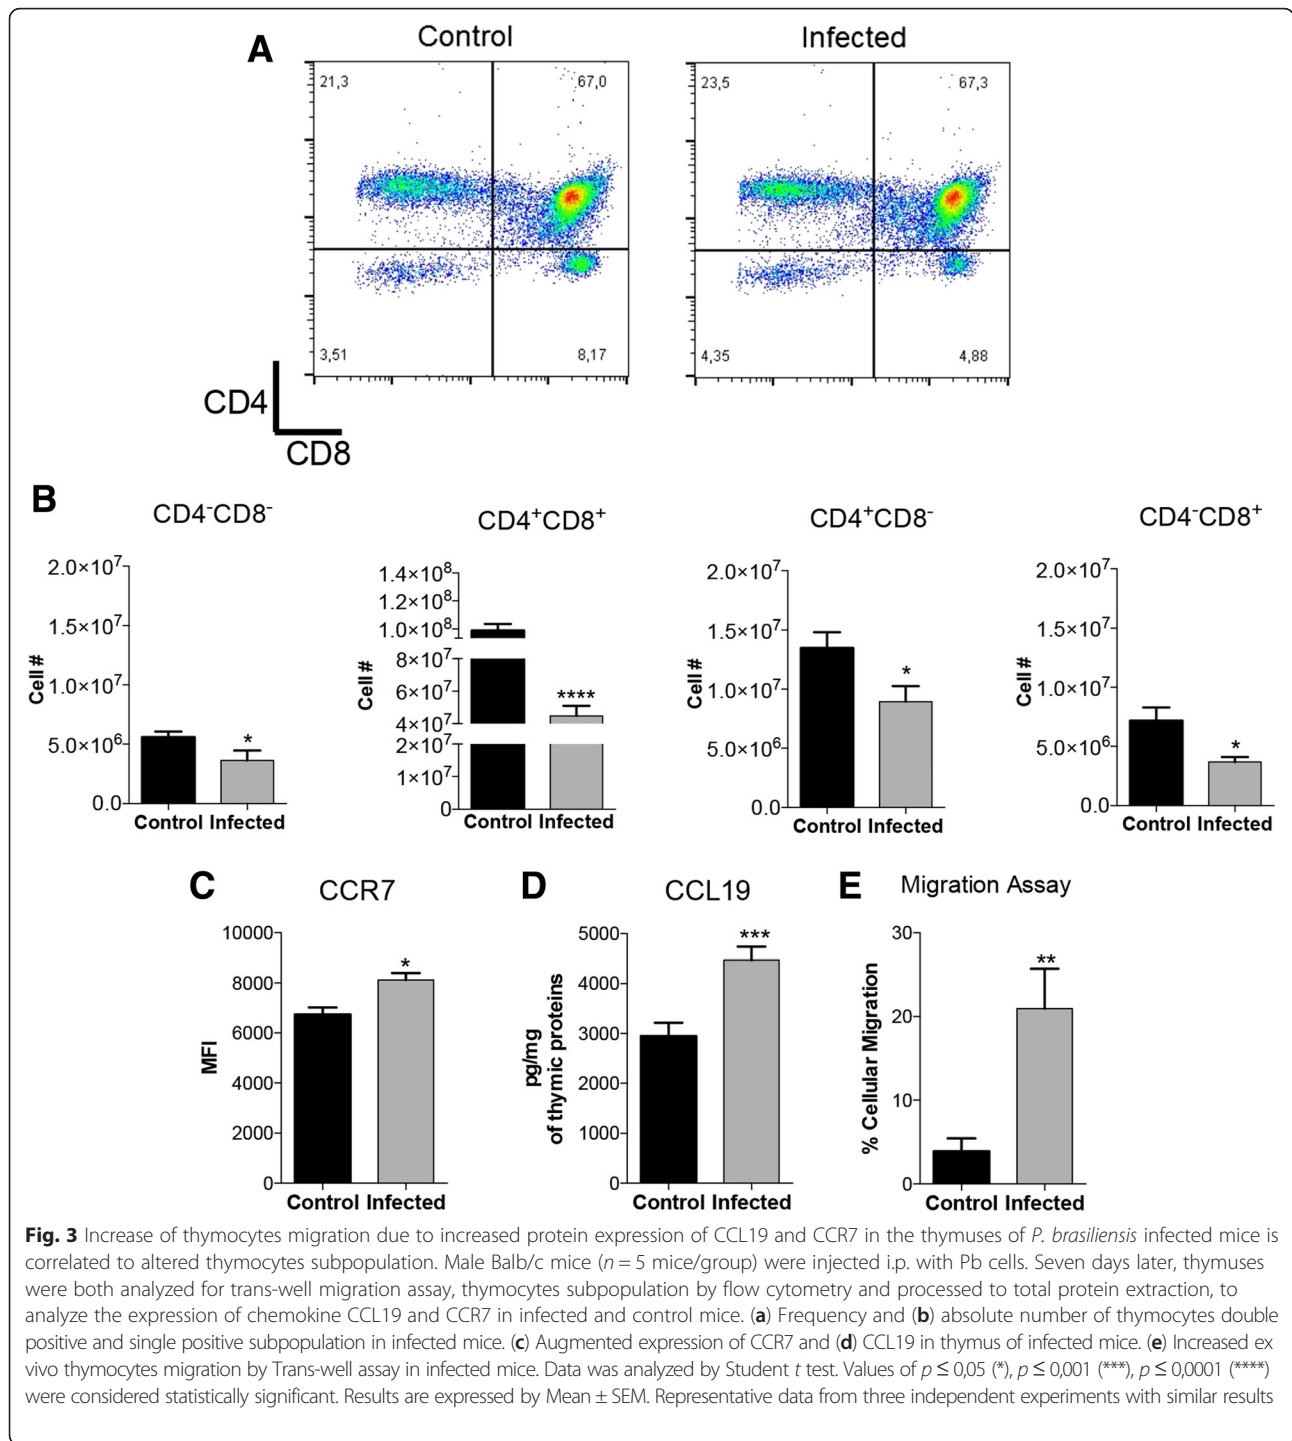 A
Control
Infected
21,3
67,0
23,5
67,3
3,51
8,17
4,35
4,88
CD4
CD8
B
CD4-CD8-
CD4+CD8+
CD4+CD8-
CD4-CD8+
Cell #
2.0×10⁷
1.5×10⁷
1.0×10⁷
5.0×10⁶
0.0
*
Control Infected
Cell #
1.4×10⁸
1.2×10⁸
1.0×10⁸
8×10⁷
6×10⁷
4×10⁷
2×10⁷
1×10⁷
0
****
Control Infected
Cell #
2.0×10⁷
1.5×10⁷
1.0×10⁷
5.0×10⁶
0.0
*
Control Infected
Cell #
2.0×10⁷
1.5×10⁷
1.0×10⁷
5.0×10⁶
0.0
*
Control Infected
C
CCR7
MFI
10000
8000
6000
4000
2000
0
*
Control Infected
D
CCL19
pg/mg
of thymic proteins
5000
4000
3000
2000
1000
0
***
Control Infected
E
Migration Assay
% Cellular Migration
30
20
10
0
**
Control Infected
Fig. 3 Increase of thymocytes migration due to increased protein expression of CCL19 and CCR7 in the thymuses of P. brasiliensis infected mice is
correlated to altered thymocytes subpopulation. Male Balb/c mice (n = 5 mice/group) were injected i.p. with Pb cells. Seven days later, thymuses
were both analyzed for trans-well migration assay, thymocytes subpopulation by flow cytometry and processed to total protein extraction, to
analyze the expression of chemokine CCL19 and CCR7 in infected and control mice. (a) Frequency and (b) absolute number of thymocytes double
positive and single positive subpopulation in infected mice. (c) Augmented expression of CCR7 and (d) CCL19 in thymus of infected mice. (e) Increased ex
vivo thymocytes migration by Trans-well assay in infected mice. Data was analyzed by Student t test. Values of p ≤ 0,05 (*), p ≤ 0,001 (***), p ≤ 0,0001 (****)
were considered statistically significant. Results are expressed by Mean ± SEM. Representative data from three independent experiments with similar results